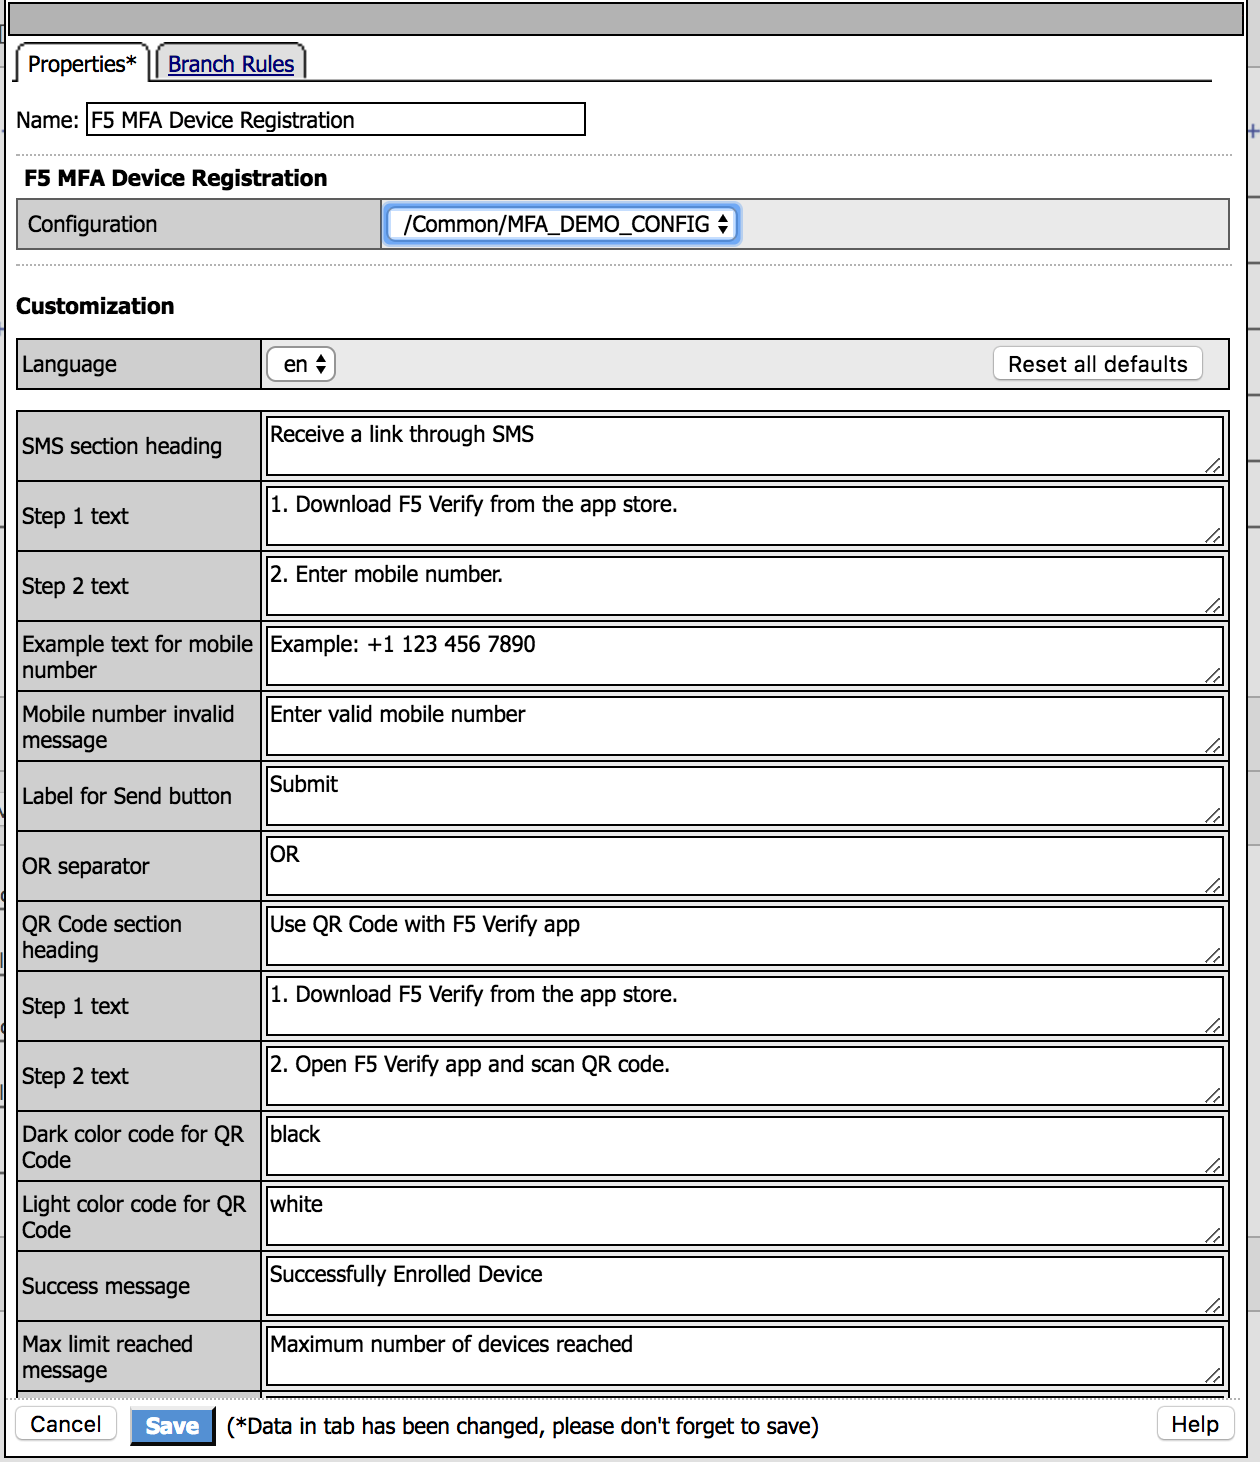 Properties* Branch Rules
Name: F5 MFA Device Registration
F5 MFA Device Registration
Configuration /Common/MFA_DEMO_CONFIG
Customization
Language en Reset all defaults
SMS section heading Receive a link through SMS
Step 1 text 1. Download F5 Verify from the app store.
Step 2 text 2. Enter mobile number.
Example text for mobile Example: +1 123 456 7890
number
Mobile number invalid Enter valid mobile number
message
Label for Send button Submit
OR separator OR
QR Code section Use QR Code with F5 Verify app
heading
Step 1 text 1. Download F5 Verify from the app store.
Step 2 text 2. Open F5 Verify app and scan QR code.
Dark color code for QR black
Code
Light color code for QR white
Code
Success message Successfully Enrolled Device
Max limit reached Maximum number of devices reached
message
Cancel Save (*Data in tab has been changed, please don't forget to save) Help